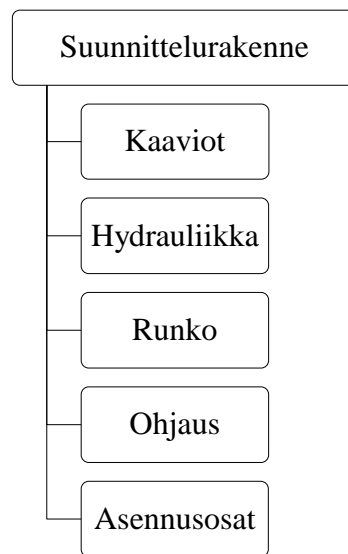 Suunnittelurakenne
Kaaviot
Hydrauliikka
Runko
Ohjaus
Asennusosat